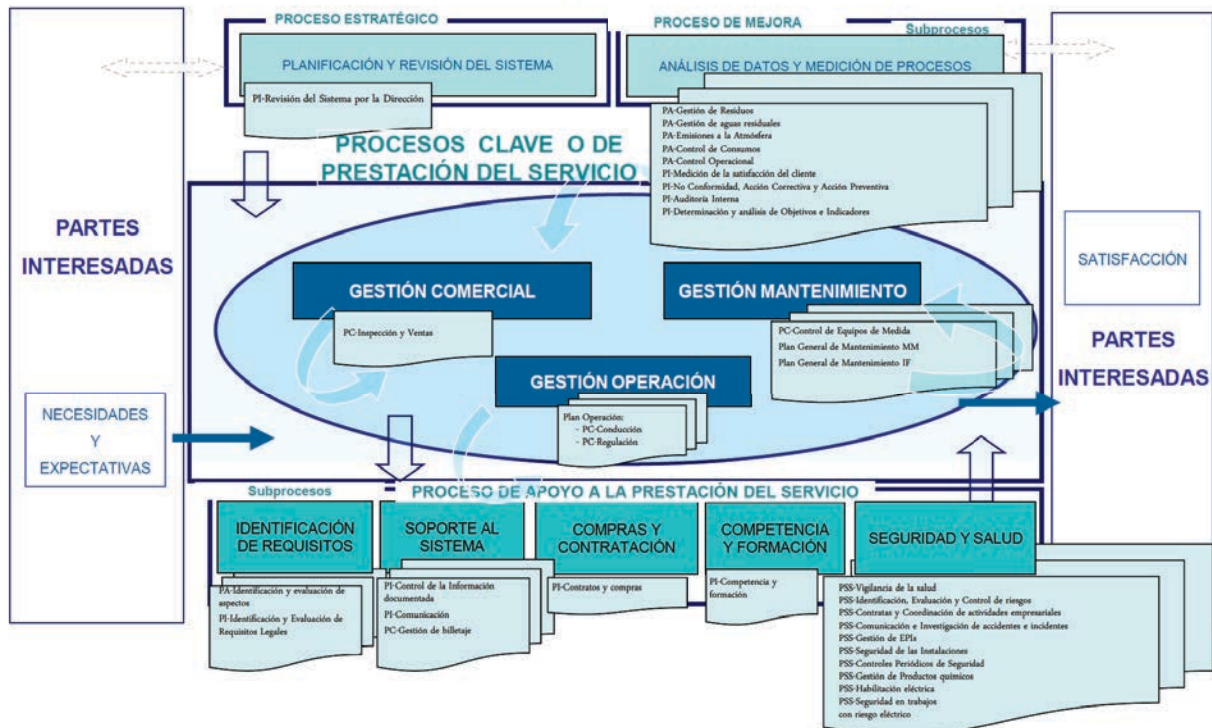 PROCESO ESTRATÉGICO
PLANIFICACIÓN Y REVISIÓN DEL SISTEMA
PI-Revisión del Sistema por la Dirección
PROCESO DE MEJORA
Subprocesos
ANÁLISIS DE DATOS Y MEDICIÓN DE PROCESOS
PA-Gestión de Residuos
PA-Gestión de aguas residuales
PA-Emisiones a la Atmósfera
PA-Control de Consumos
PA-Control Operacional
PI-Medición de la satisfacción del cliente
PI-No Conformidad, Acción Correctiva y Acción Preventiva
PI-Auditoría Interna
PI-Determinación y análisis de Objetivos e Indicadores
PROCESOS CLAVE O DE
PRESTACIÓN DEL SERVICIO
PARTES
INTERESADAS
NECESIDADES
Y
EXPECTATIVAS
GESTIÓN COMERCIAL
PC-Inspección y Ventas
GESTIÓN MANTENIMIENTO
PC-Control de Equipos de Medida
Plan General de Mantenimiento MM
Plan General de Mantenimiento IF
GESTIÓN OPERACIÓN
Plan Operación:
- PC-Conducción
- PC-Regulación
SATISFACCIÓN
PARTES
INTERESADAS
Subprocesos
PROCESO DE APOYO A LA PRESTACIÓN DEL SERVICIO
IDENTIFICACIÓN
DE REQUISITOS
PA-Identificación y evaluación de
aspectos
PI-Identificación y Evaluación de
Requisitos Legales
SOPORTE AL
SISTEMA
PI-Control de la Información
documentada
PI-Comunicación
PC-Gestión de billetaje
COMPRAS Y
CONTRATACIÓN
PI-Contratos y compras
COMPETENCIA
Y FORMACIÓN
PI-Competencia y
formación
SEGURIDAD Y SALUD
PSS-Vigilancia de la salud
PSS-Identificación, Evaluación y Control de riesgos
PSS-Contratas y Coordinación de actividades empresariales
PSS-Comunicación e Investigación de accidentes e incidentes
PSS-Gestión de EPIs
PSS-Seguridad de las Instalaciones
PSS-Controles Periódicos de Seguridad
PSS-Gestión de Productos químicos
PSS-Habilitación eléctrica
PSS-Seguridad en trabajos
con riesgo eléctrico